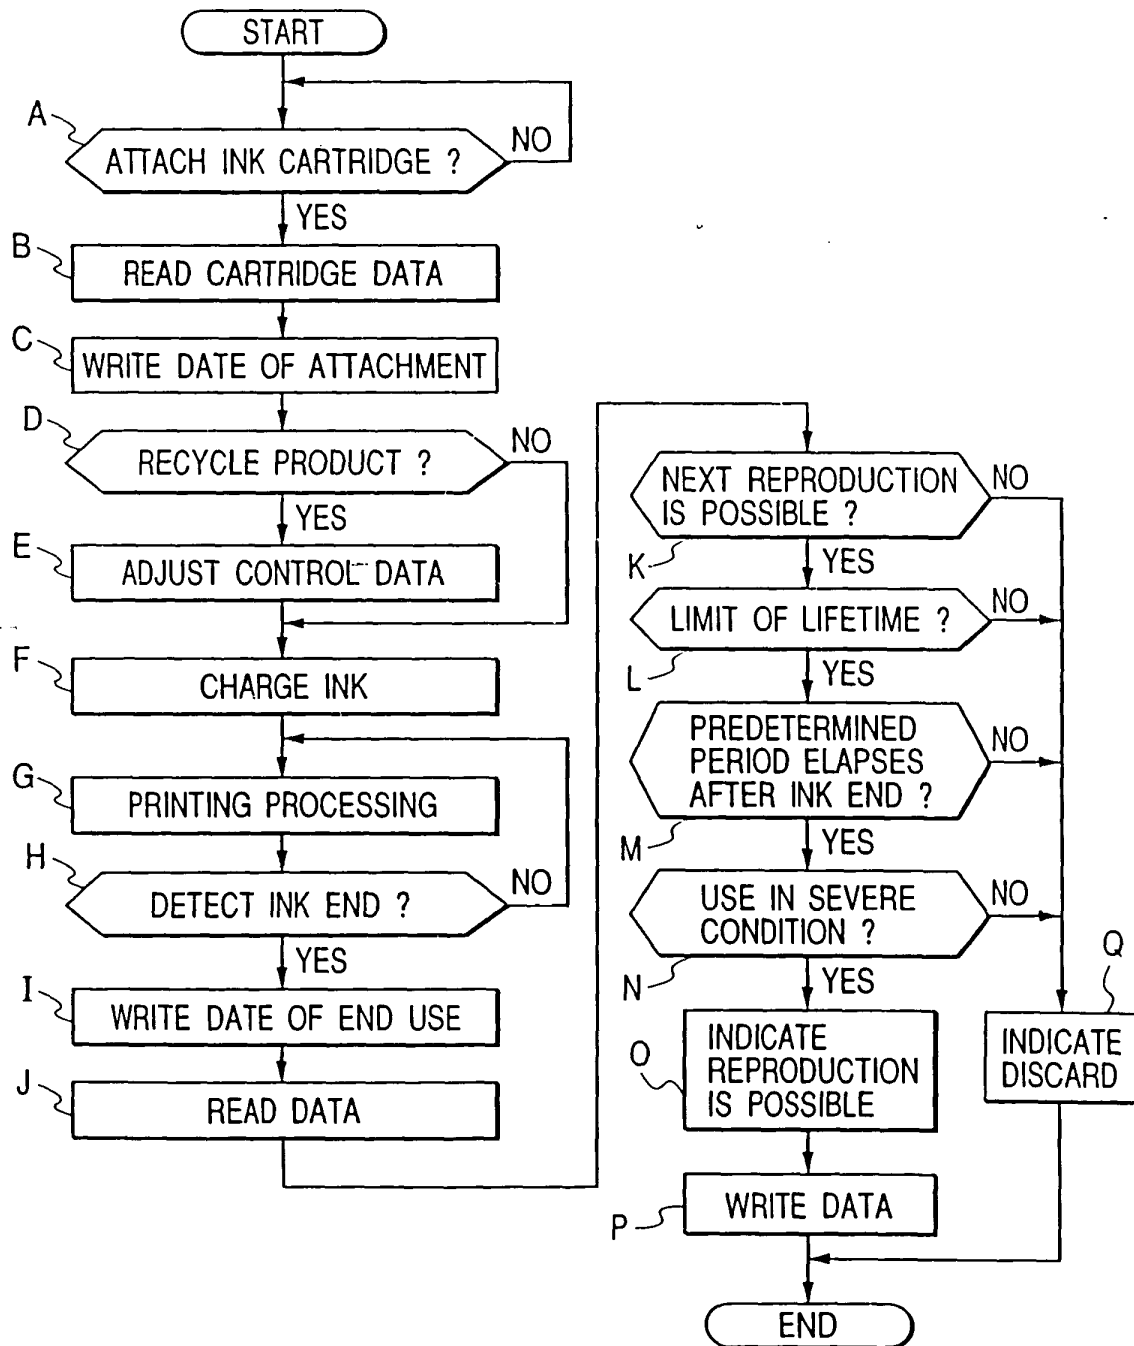 START
A
ATTACH INK CARTRIDGE ?
NO
YES
B
READ CARTRIDGE DATA
C
WRITE DATE OF ATTACHMENT
D
RECYCLE PRODUCT ?
NO
YES
E
ADJUST CONTROL DATA
F
CHARGE INK
G
PRINTING PROCESSING
H
DETECT INK END ?
NO
YES
I
WRITE DATE OF END USE
J
READ DATA
NEXT REPRODUCTION
IS POSSIBLE ?
NO
K
YES
LIMIT OF LIFETIME ?
NO
L
YES
PREDETERMINED
PERIOD ELAPSES
AFTER INK END ?
NO
M
YES
USE IN SEVERE
CONDITION ?
NO
N
YES
O
INDICATE
REPRODUCTION
IS POSSIBLE
Q
INDICATE
DISCARD
P
WRITE DATA
END